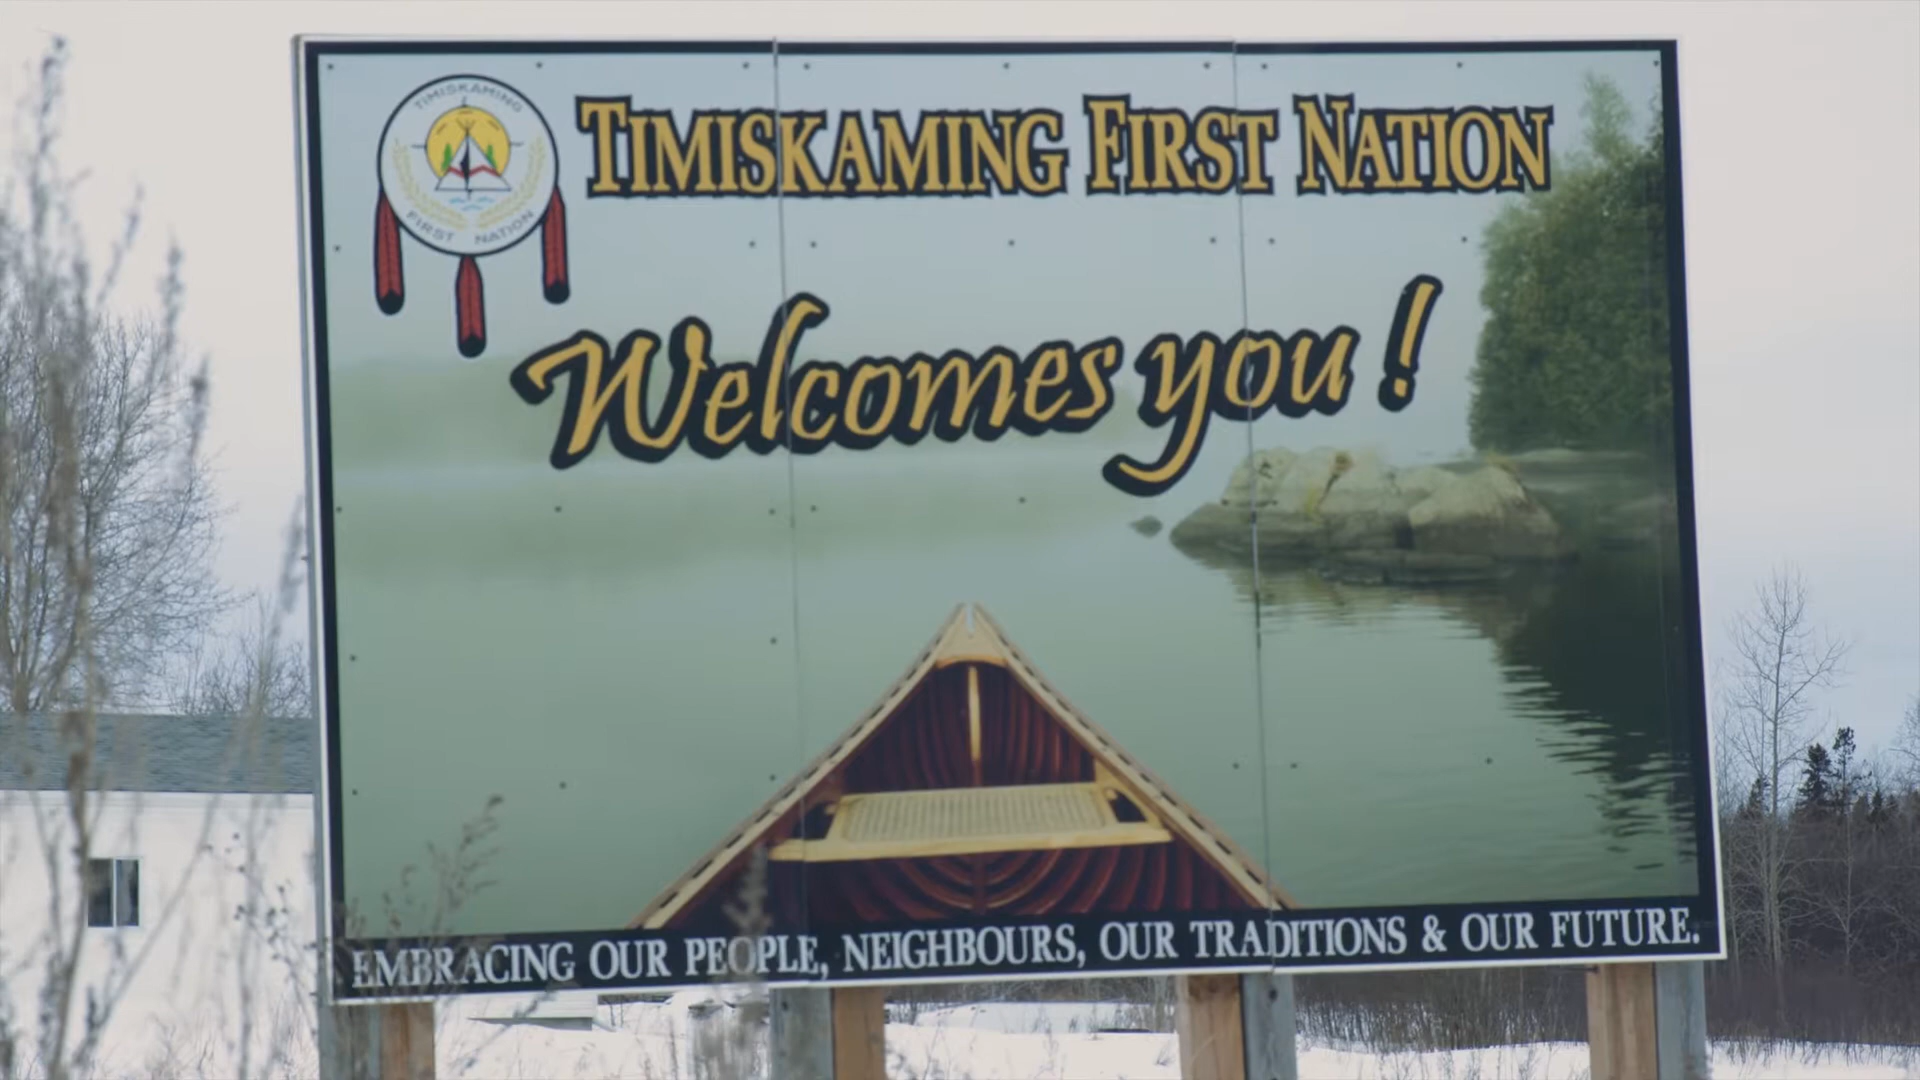 TIMISKAMING
FIRST NATION
TIMISKAMING FIRST NATION
Welcomes you!
EMBRACING OUR PEOPLE, NEIGHBOURS, OUR TRADITIONS & OUR FUTURE.